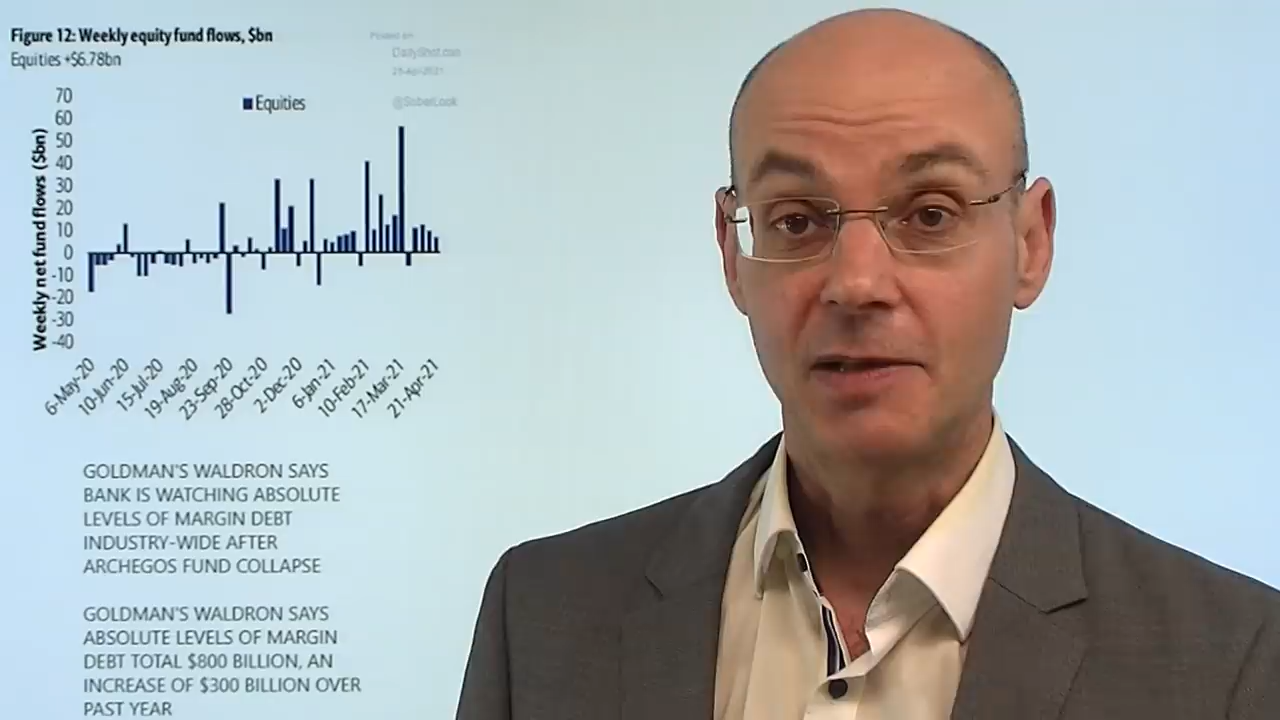 Figure 12: Weekly equity fund flows, $bn
Equities +$6.78bn
Posted on
DailyShot.com
@SoberLook
Equities
Weekly net fund flows ($bn)
70
60
50
40
30
20
10
0
-10
-20
-30
-40
6-May-20
10-Jun-20
15-Jul-20
19-Aug-20
23-Sep-20
28-Oct-20
2-Dec-20
6-Jan-21
10-Feb-21
17-Mar-21
21-Apr-21
GOLDMAN'S WALDRON SAYS
BANK IS WATCHING ABSOLUTE
LEVELS OF MARGIN DEBT
INDUSTRY-WIDE AFTER
ARCHEGOS FUND COLLAPSE
GOLDMAN'S WALDRON SAYS
ABSOLUTE LEVELS OF MARGIN
DEBT TOTAL $800 BILLION, AN
INCREASE OF $300 BILLION OVER
PAST YEAR